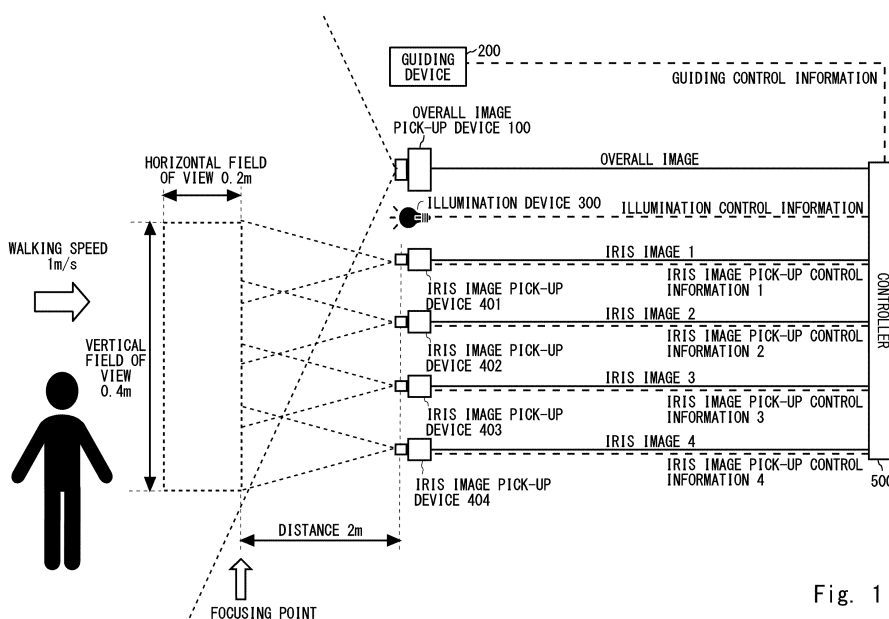 200
GUIDING
DEVICE
GUIDING CONTROL INFORMATION
OVERALL IMAGE
PICK-UP DEVICE 100
OVERALL IMAGE
HORIZONTAL FIELD
OF VIEW 0.2m
ILLUMINATION DEVICE 300
ILLUMINATION CONTROL INFORMATION
WALKING SPEED
1m/s
IRIS IMAGE 1
IRIS IMAGE PICK-UP CONTROL
INFORMATION 1
IRIS IMAGE PICK-UP
DEVICE 401
IRIS IMAGE 2
IRIS IMAGE PICK-UP CONTROL
INFORMATION 2
IRIS IMAGE PICK-UP
DEVICE 402
CONTROLLER
VERTICAL
FIELD OF
VIEW
0.4m
IRIS IMAGE 3
IRIS IMAGE PICK-UP CONTROL
INFORMATION 3
IRIS IMAGE PICK-UP
DEVICE 403
IRIS IMAGE 4
IRIS IMAGE PICK-UP CONTROL
INFORMATION 4
IRIS IMAGE PICK-UP
DEVICE 404
500
DISTANCE 2m
FOCUSING POINT
Fig. 1